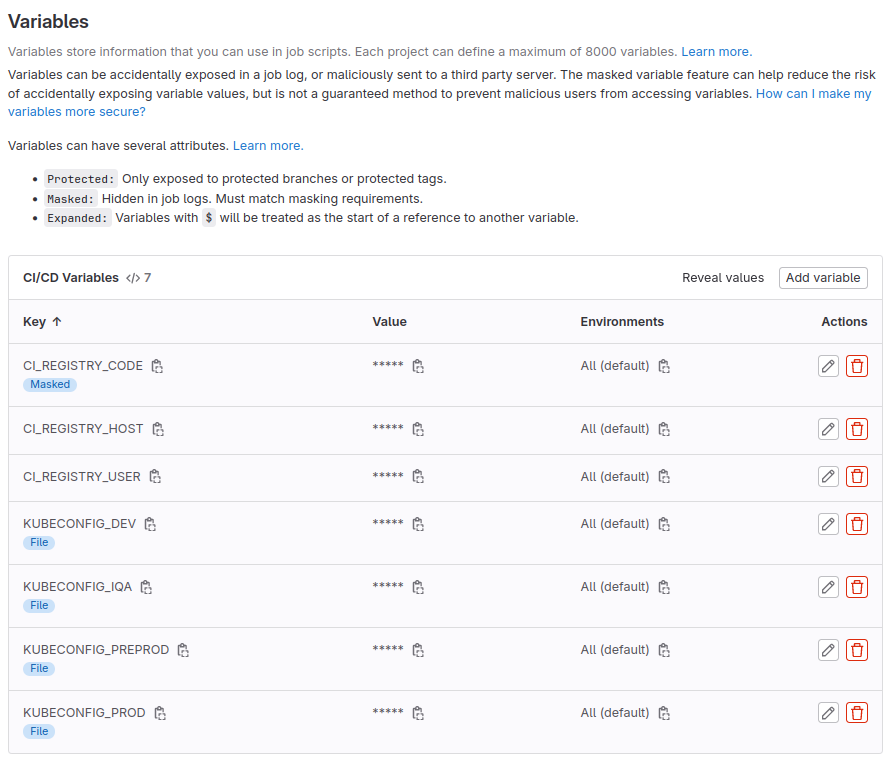 Variables
Variables store information that you can use in job scripts. Each project can define a maximum of 8000 variables. Learn more.
Variables can be accidentally exposed in a job log, or maliciously sent to a third party server. The masked variable feature can help reduce the risk
of accidentally exposing variable values, but is not a guaranteed method to prevent malicious users from accessing variables. How can I make my
variables more secure?
Variables can have several attributes. Learn more.
• Protected: Only exposed to protected branches or protected tags.
• Masked: Hidden in job logs. Must match masking requirements.
• Expanded: Variables with $ will be treated as the start of a reference to another variable.
CI/CD Variables </> 7 Reveal values Add variable
Key ↑ Value Environments Actions
CI_REGISTRY_CODE ***** All (default)
Masked
CI_REGISTRY_HOST ***** All (default)
CI_REGISTRY_USER ***** All (default)
KUBECONFIG_DEV ***** All (default)
File
KUBECONFIG_IQA ***** All (default)
File
KUBECONFIG_PREPROD ***** All (default)
File
KUBECONFIG_PROD ***** All (default)
File